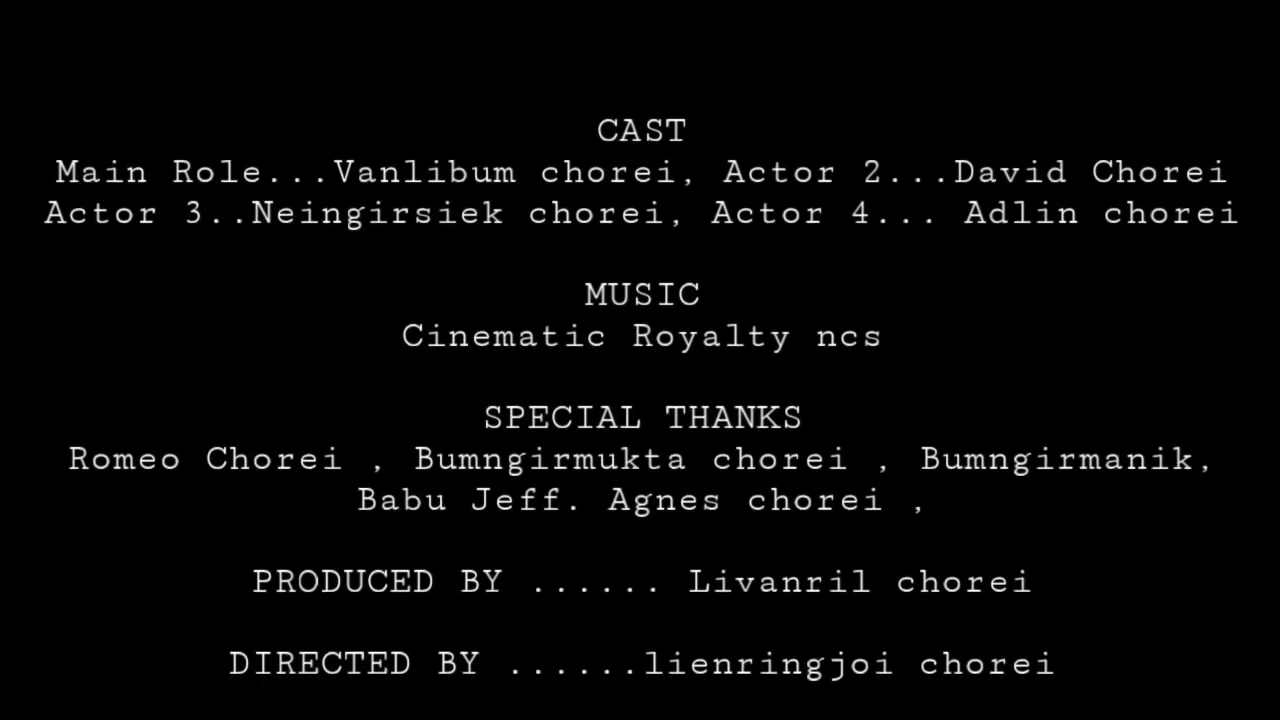 CAST
Main Role...Vanlibum chorei, Actor 2...David Chorei
Actor 3..Neingirsiek chorei, Actor 4... Adlin chorei
MUSIC
Cinematic Royalty ncs
SPECIAL THANKS
Romeo Chorei , Bumngirmukta chorei , Bumngirmanik,
Babu Jeff. Agnes chorei ,
PRODUCED BY ...... Livanril chorei
DIRECTED BY ......lienringjoi chorei